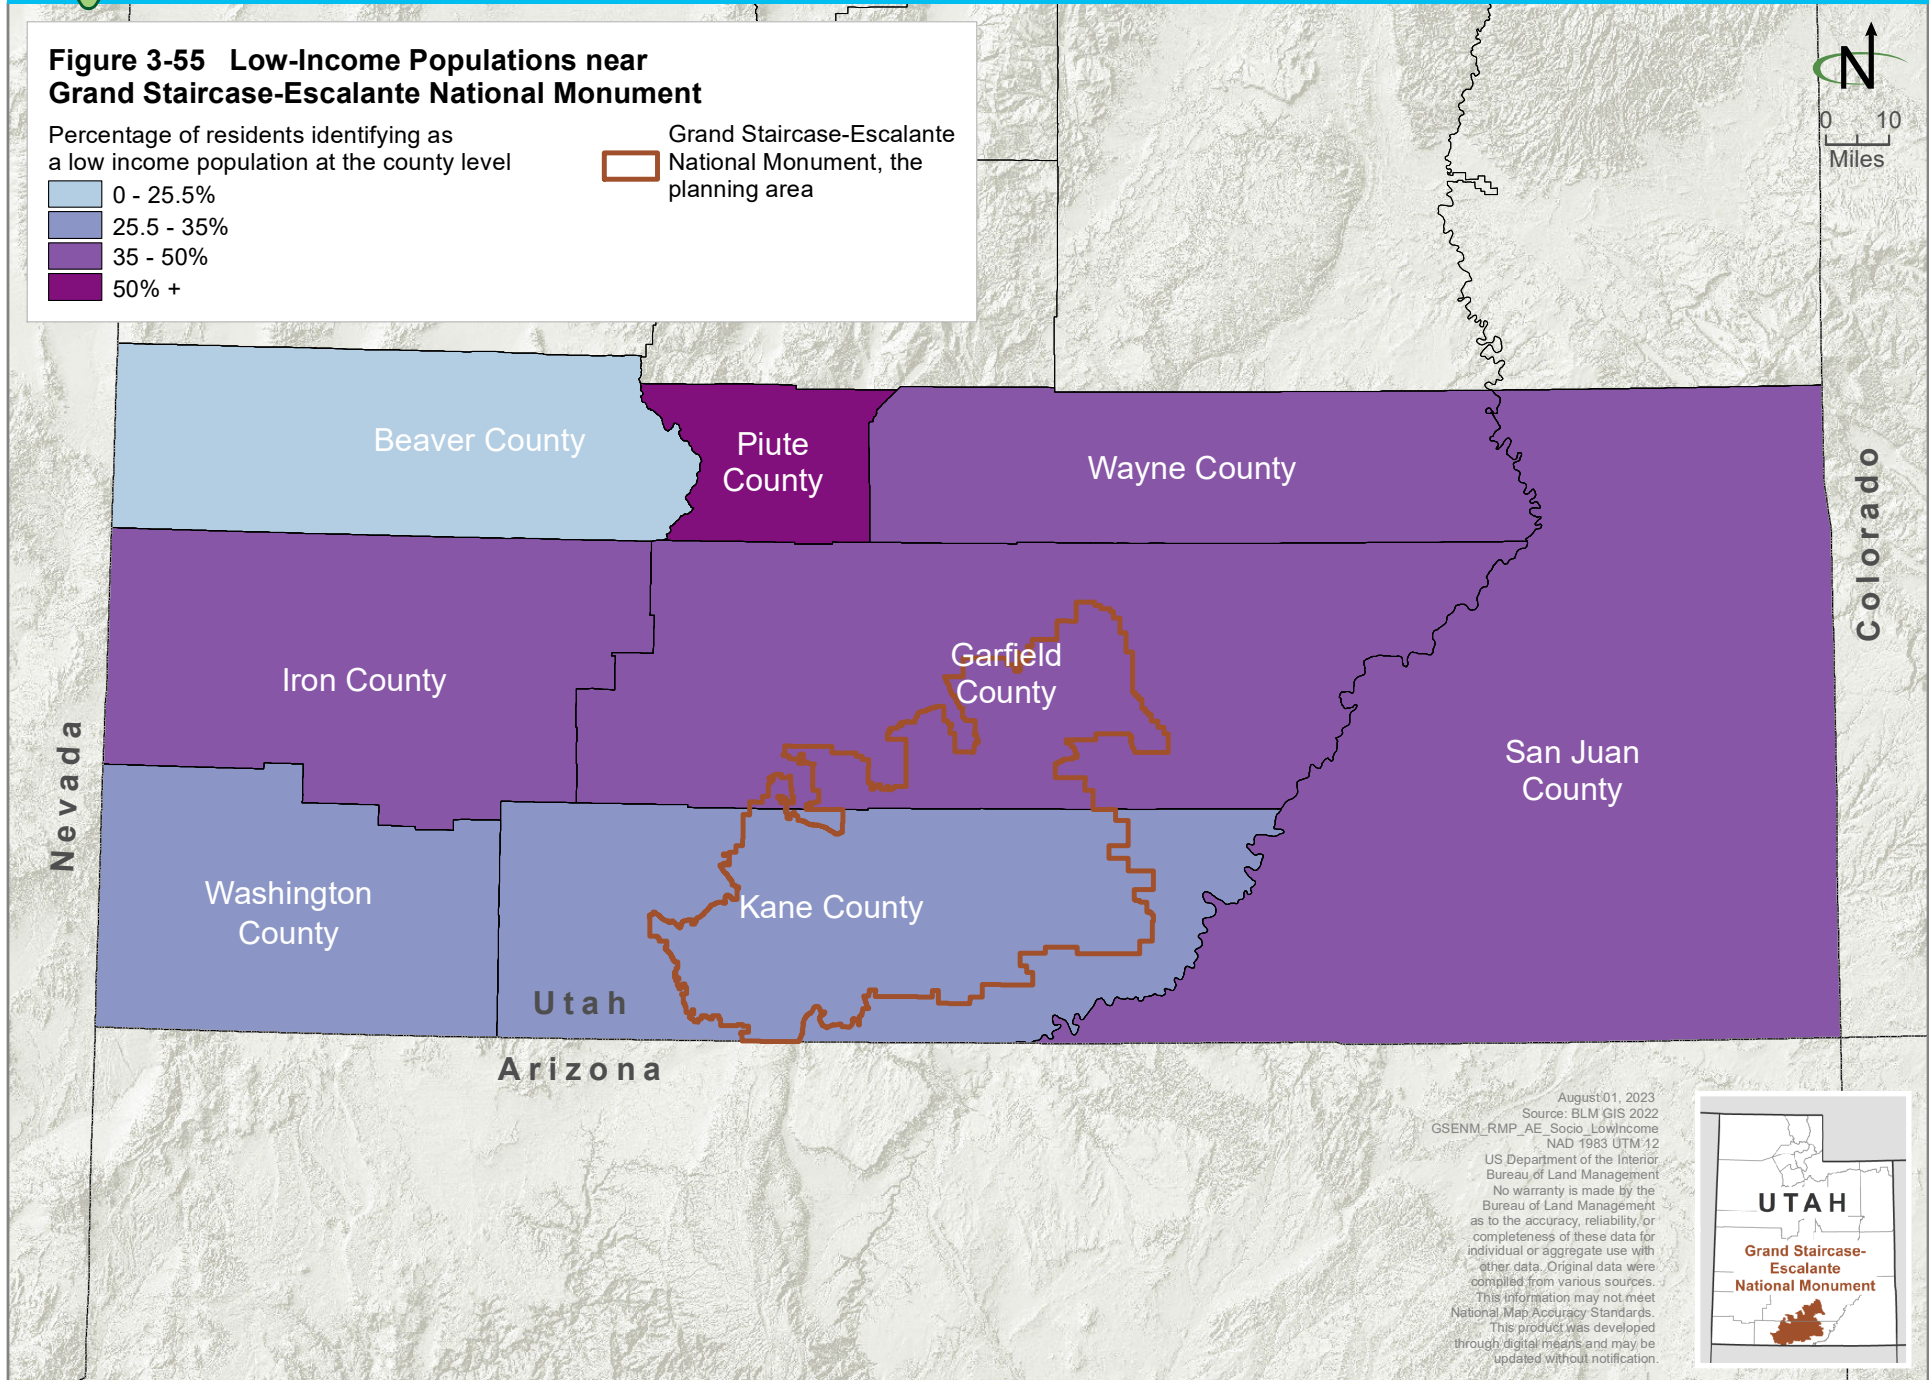 Figure 3-55 Low-Income Populations near
Grand Staircase-Escalante National Monument
Percentage of residents identifying as
a low income population at the county level
0 - 25.5%
25.5 - 35%
35 - 50%
50% +
Grand Staircase-Escalante
National Monument, the
planning area
N
0 10
Miles
Beaver County
Piute
County
Wayne County
Colorado
Iron County
Garfield
County
San Juan
County
Nevada
Washington
County
Kane County
Utah
Arizona
August 01, 2023
Source: BLM GIS 2022
GSENM_RMP_AE_Socio_LowIncome
NAD 1983 UTM 12
US Department of the Interior
Bureau of Land Management
No warranty is made by the
Bureau of Land Management
as to the accuracy, reliability, or
completeness of these data for
individual or aggregate use with
other data. Original data were
compiled from various sources.
This information may not meet
National Map Accuracy Standards.
This product was developed
through digital means and may be
updated without notification.
UTAH
Grand Staircase-
Escalante
National Monument